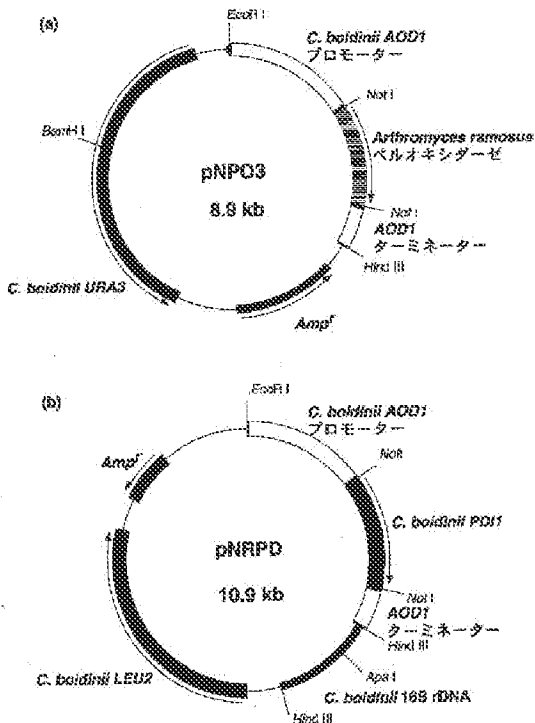 (a)
EcoR I
C. boidinii AOD1
プロモーター
Not I
BamH I
Arthromyces ramosus
ペルオキシダーゼ
pNPO3
8.9 kb
Not I
AOD1
ターミネーター
Hind III
C. boidinii URA3
Ampʳ
(b)
EcoR I
C. boidinii AOD1
プロモーター
Ampʳ
Not I
C. boidinii PDI1
pNRPD
10.9 kb
Not I
AOD1
ターミネーター
Hind III
Apa I
C. boidinii LEU2
C. boidinii 16S rDNA
Hind III